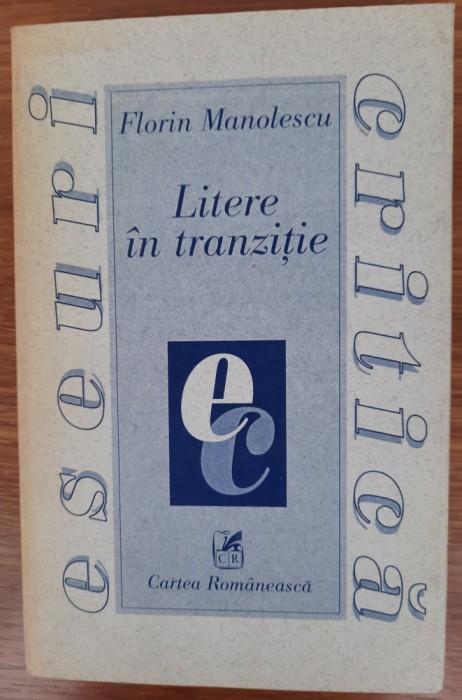 eseuri
Florin Manolescu
Litere
în tranziție
ec
CR
Cartea Românească
critică